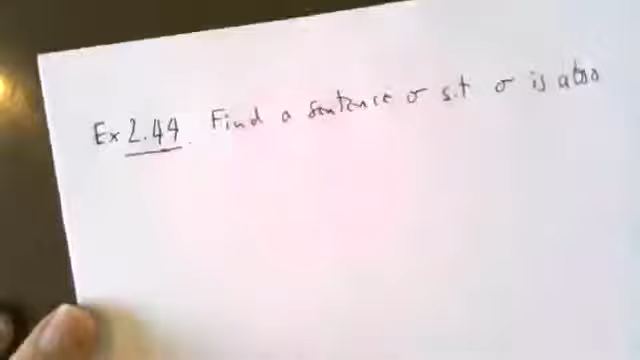 Ex 2.44. Find a sentence σ s.t σ is also